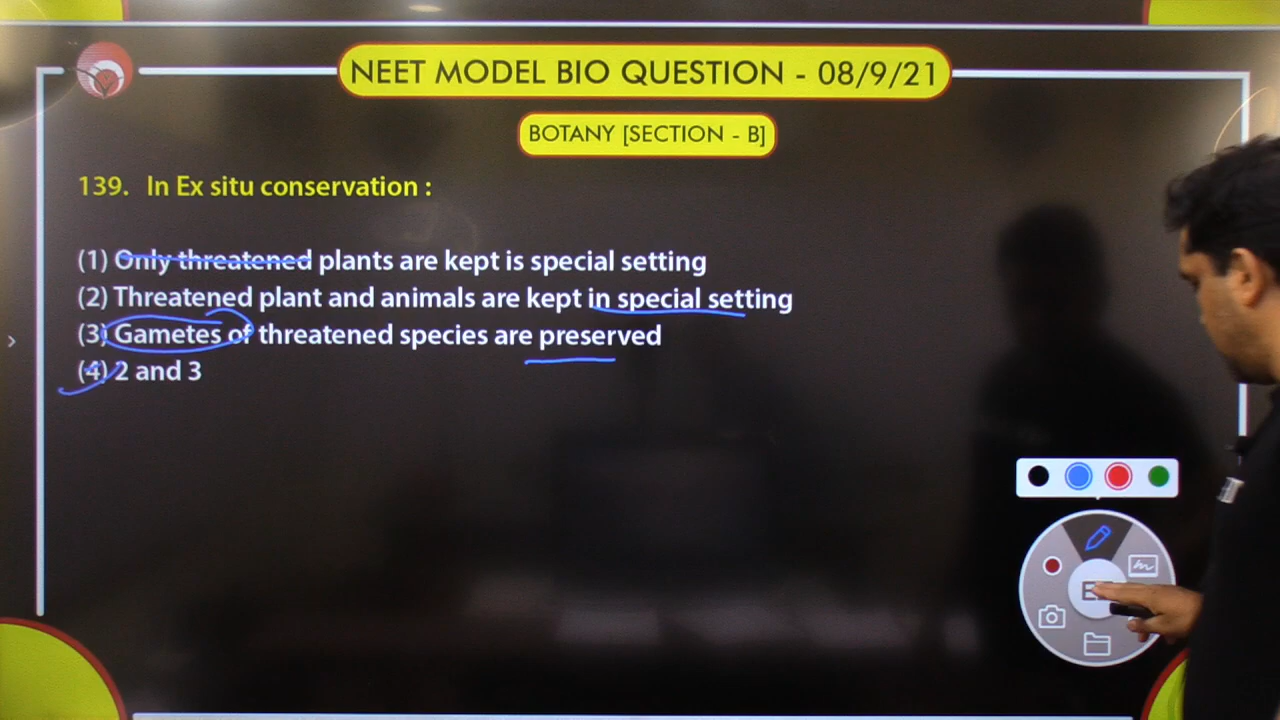 NEET MODEL BIO QUESTION - 08/9/21
BOTANY [SECTION - B]
139. In Ex situ conservation :
(1) Only threatened plants are kept is special setting
(2) Threatened plant and animals are kept in special setting
(3) Gametes of threatened species are preserved
(4) 2 and 3